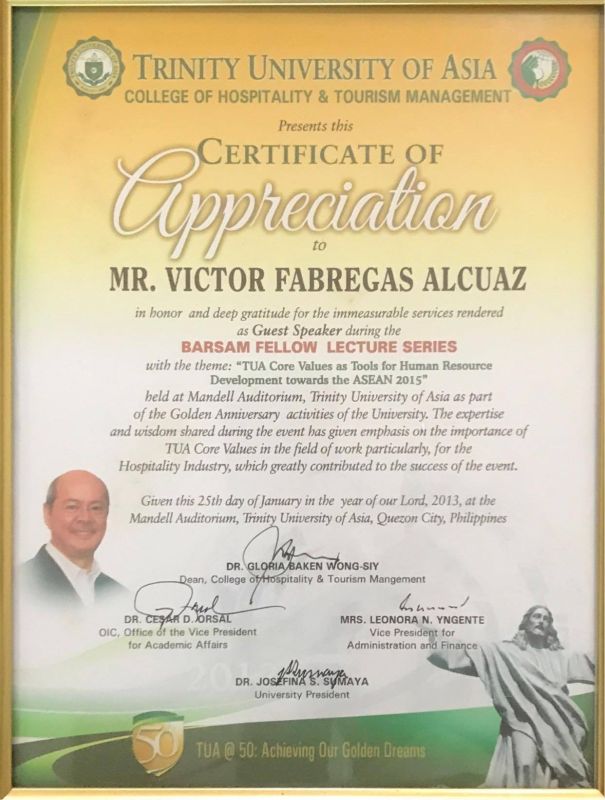 TRINITY UNIVERSITY OF ASIA
COLLEGE OF HOSPITALITY & TOURISM MANAGEMENT
Presents this
CERTIFICATE OF
Appreciation
to
MR. VICTOR FABREGAS ALCUAZ
in honor and deep gratitude for the immeasurable services rendered
as Guest Speaker during the
BARSAM FELLOW LECTURE SERIES
with the theme: "TUA Core Values as Tools for Human Resource
Development towards the ASEAN 2015"
held at Mandell Auditorium, Trinity University of Asia as part
of the Golden Anniversary activities of the University. The expertise
and wisdom shared during the event has given emphasis on the importance of
TUA Core Values in the field of work particularly, for the
Hospitality Industry, which greatly contributed to the success of the event.
Given this 25th day of January in the year of our Lord, 2013, at the
Mandell Auditorium, Trinity University of Asia, Quezon City, Philippines
DR. GLORIA BAKEN WONG-SIY
Dean, College of Hospitality & Tourism Mangement
DR. CESAR D. ORSAL
OIC, Office of the Vice President
for Academic Affairs
MRS. LEONORA N. YNGENTE
Vice President for
Administration and Finance
DR. JOSEFINA S. SUMAYA
University President
50
TUA @ 50: Achieving Our Golden Dreams